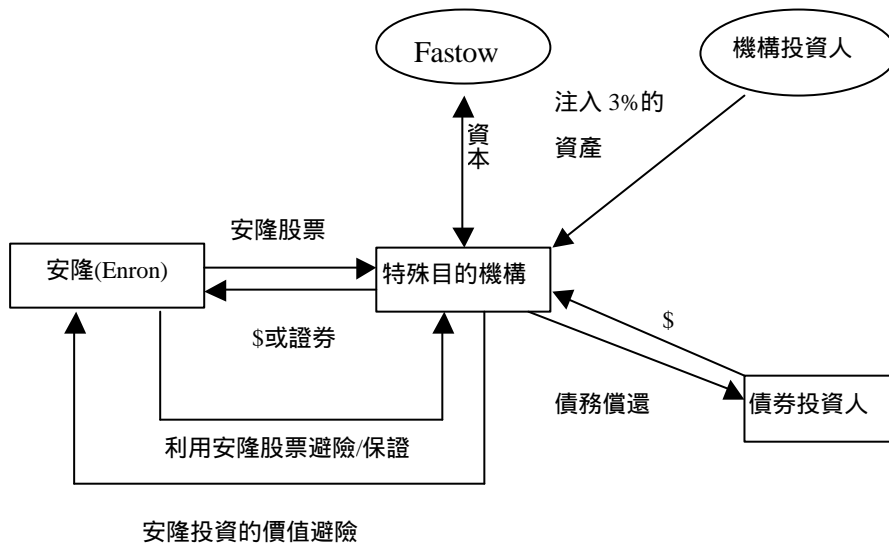 Fastow
機構投資人
注入 3%的
資產
資本
安隆股票
安隆(Enron)
特殊目的機構
$或證券
$
債務償還
債券投資人
利用安隆股票避險/保證
安隆投資的價值避險